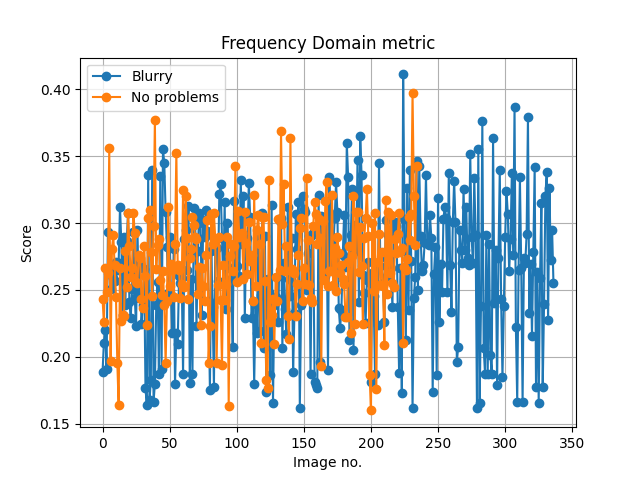 Frequency Domain metric
Blurry
No problems
0.40
0.35
0.30
0.25
0.20
0.15
Score
0 50 100 150 200 250 300 350
Image no.